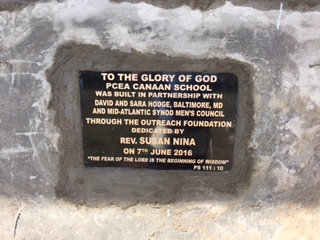 TO THE GLORY OF GOD
PCEA CANAAN SCHOOL
WAS BUILT IN PARTNERSHIP WITH
DAVID AND SARA HODGE, BALTIMORE, MD
AND MID-ATLANTIC SYNOD MEN'S COUNCIL
THROUGH THE OUTREACH FOUNDATION
DEDICATED BY
REV. SUSAN NINA
ON 7TH JUNE 2016
"THE FEAR OF THE LORD IS THE BEGINNING OF WISDOM"
PS 111 : 10